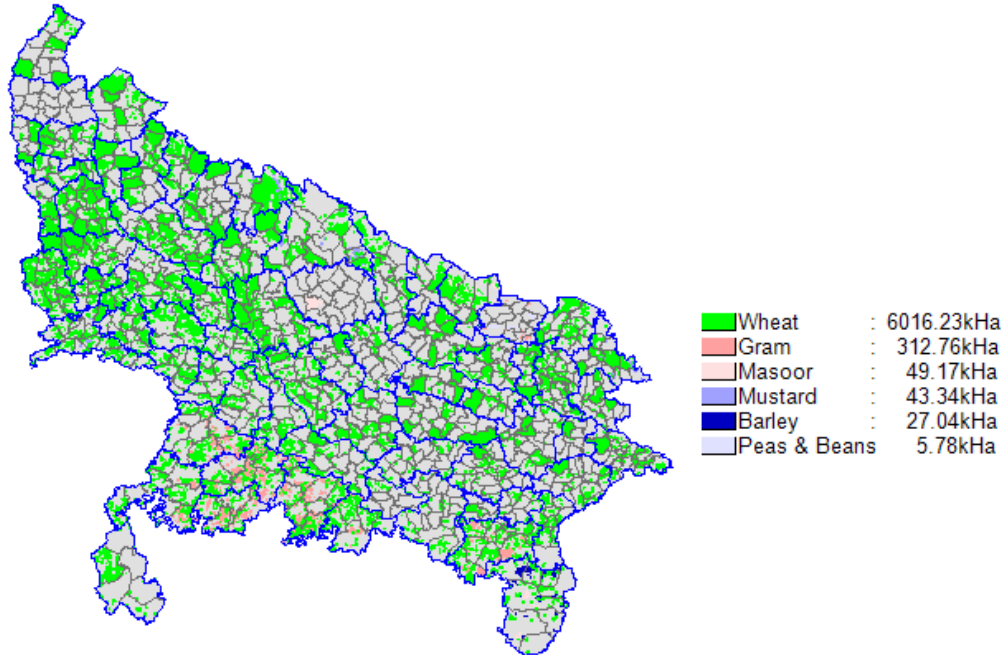 Wheat : 6016.23kHa
Gram : 312.76kHa
Masoor : 49.17kHa
Mustard : 43.34kHa
Barley : 27.04kHa
Peas & Beans 5.78kHa